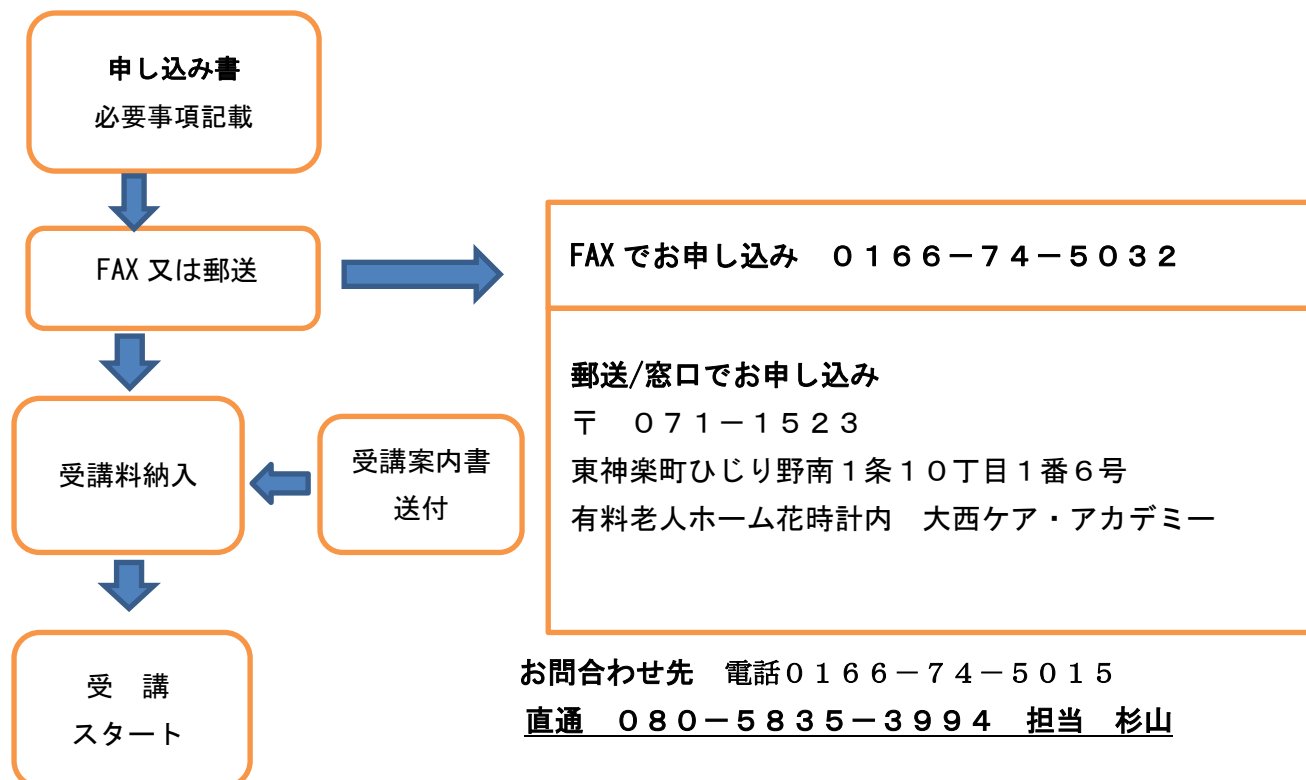 申し込み書
必要事項記載
FAX 又は郵送
FAX でお申し込み　０１６６－７４－５０３２
郵送/窓口でお申し込み
〒　０７１－１５２３
東神楽町ひじり野南１条１０丁目１番６号
有料老人ホーム花時計内　大西ケア・アカデミー
受講料納入
受講案内書
送付
受　講
スタート
お問合わせ先　電話０１６６－７４－５０１５
直通　０８０－５８３５－３９９４　担当　杉山